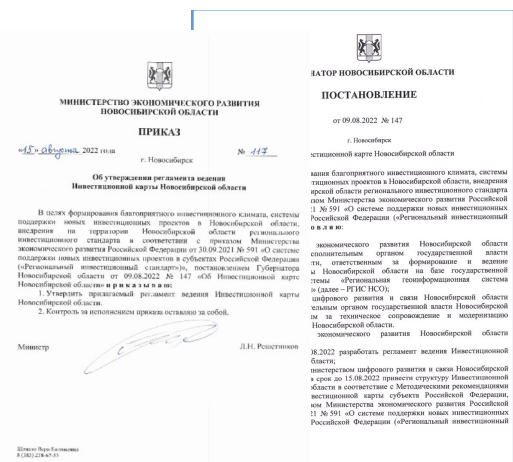 МИНИСТЕРСТВО ЭКОНОМИЧЕСКОГО РАЗВИТИЯ
НОВОСИБИРСКОЙ ОБЛАСТИ
ПРИКАЗ
«15» августа 2022 года
№ 117
г. Новосибирск
Об утверждении регламента ведения
Инвестиционной карты Новосибирской области
В целях формирования благоприятного инвестиционного климата, системы
поддержки новых инвестиционных проектов в Новосибирской области,
внедрения на территории Новосибирской области регионального
инвестиционного стандарта в соответствии с приказом Министерства
экономического развития Российской Федерации от 30.09.2021 № 591 «О системе
поддержки новых инвестиционных проектов в субъектах Российской Федерации
(«Региональный инвестиционный стандарт»)», постановлением Губернатора
Новосибирской области от 09.08.2022 № 147 «Об Инвестиционной карте
Новосибирской области» п р и к а з ы в а ю:
1. Утвердить прилагаемый регламент ведения Инвестиционной карты
Новосибирской области.
2. Контроль за исполнением приказа оставляю за собой.
Министр
Л.Н. Решетников
8 (383) 238-67-33
НАТОР НОВОСИБИРСКОЙ ОБЛАСТИ
ПОСТАНОВЛЕНИЕ
от 09.08.2022 № 147
г. Новосибирск
естиционной карте Новосибирской области
вания благоприятного инвестиционного климата, системы
стиционных проектов в Новосибирской области, внедрения
ирской области регионального инвестиционного стандарта
зом Министерства экономического развития Российской
21 № 591 «О системе поддержки новых инвестиционных
Российской Федерации («Региональный инвестиционный
о в л я ю:
экономического развития Новосибирской области
сполнительным органом государственной власти
ти, ответственным за формирование и ведение
ы Новосибирской области на базе государственной
стемы «Региональная геоинформационная система
» (далее – РГИС НСО);
цифрового развития и связи Новосибирской области
тельным органом государственной власти Новосибирской
м за техническое сопровождение и модернизацию
Новосибирской области.
экономического развития Новосибирской области
08.2022 разработать регламент ведения Инвестиционной
бласти;
нистерством цифрового развития и связи Новосибирской
в срок до 15.08.2022 привести структуру Инвестиционной
области в соответствие с Методическими рекомендациями
вестиционной карты субъекта Российской Федерации,
ом Министерства экономического развития Российской
21 № 591 «О системе поддержки новых инвестиционных
Российской Федерации («Региональный инвестиционный